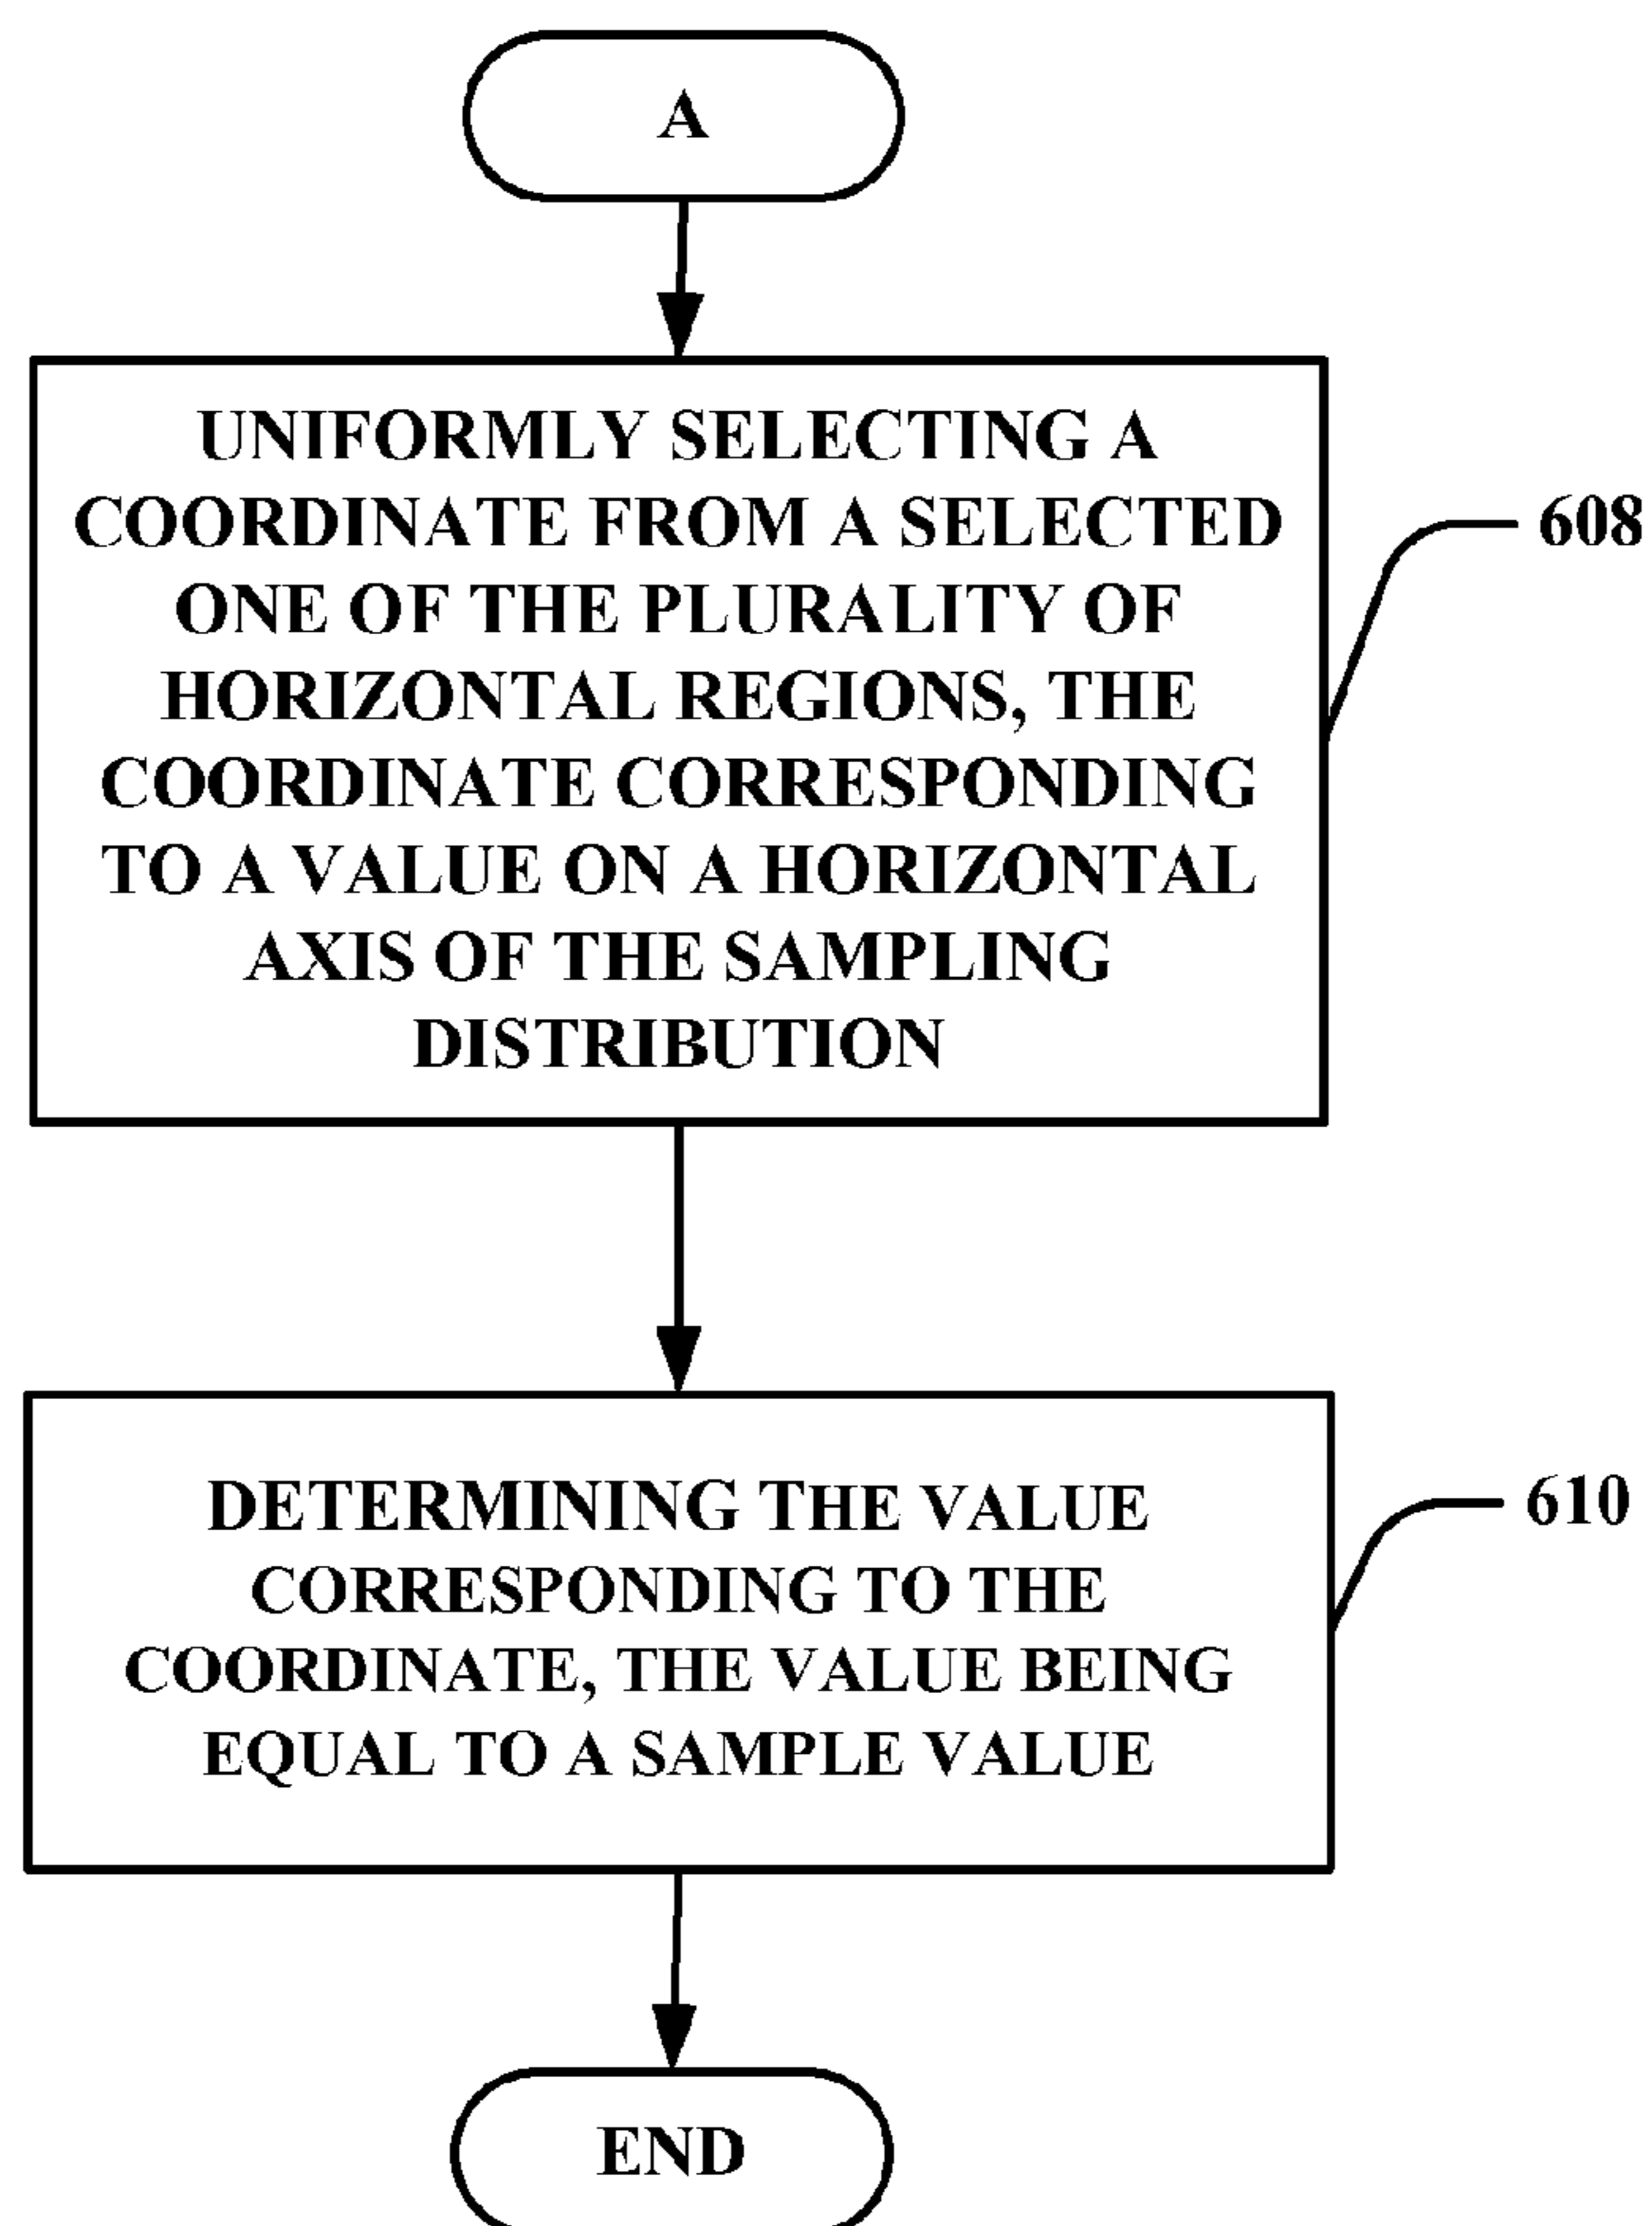 A
UNIFORMLY SELECTING A
COORDINATE FROM A SELECTED
ONE OF THE PLURALITY OF
HORIZONTAL REGIONS, THE
COORDINATE CORRESPONDING
TO A VALUE ON A HORIZONTAL
AXIS OF THE SAMPLING
DISTRIBUTION
608
DETERMINING THE VALUE
CORRESPONDING TO THE
COORDINATE, THE VALUE BEING
EQUAL TO A SAMPLE VALUE
610
END